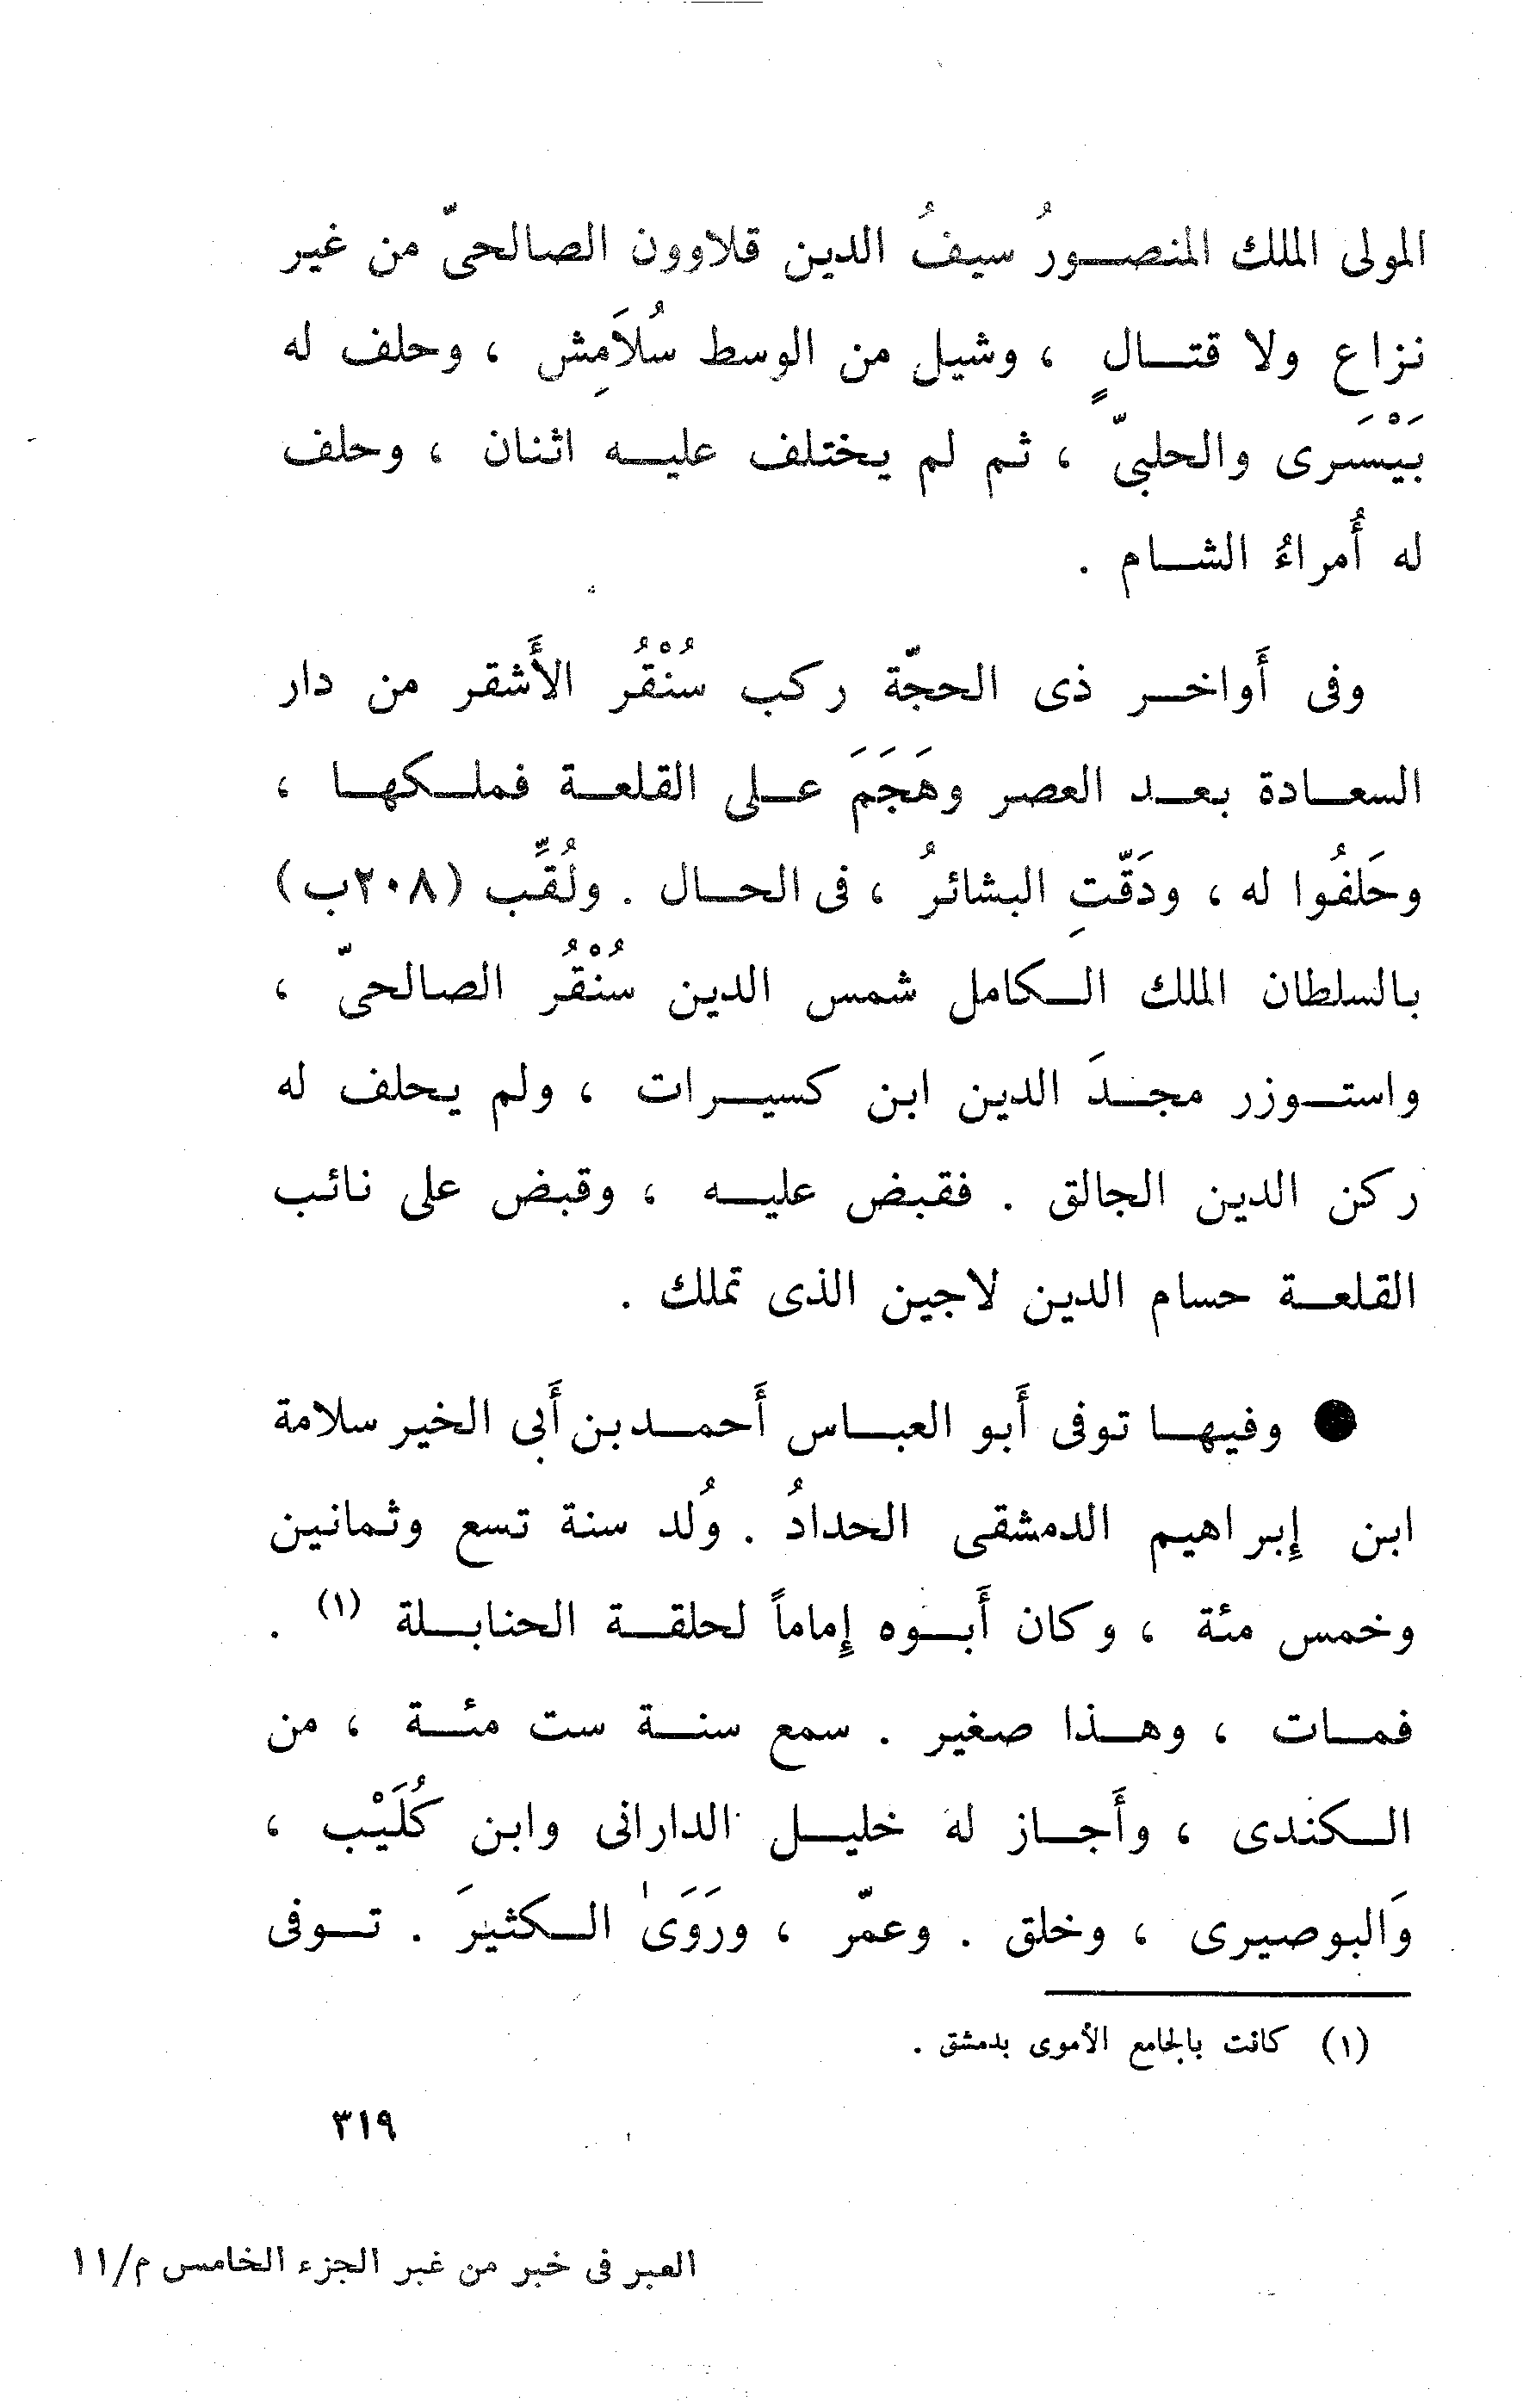 المولى الملك المنصورُ سيفُ الدين قلاوون الصالحىّ من غير
نزاع ولا قتالٍ ، وشيل من الوسط سُلاَمِش ، وحلف له
بَيْسَرى والحلبىّ ، ثم لم يختلف عليه اثنان ، وحلف
له أُمراءُ الشام .
وفى أَواخر ذى الحجّة ركب سُنْقُر الأَشقر من دار
السعادة بعد العصر وهَجَمَ على القلعة فملكها ،
وحَلفُوا له ، ودَقّتِ البشائرُ ، فى الحال . ولُقِّب (٢٠٨ب)
بالسلطان الملك الكامل شمس الدين سُنْقُر الصالحىّ ،
واستوزر مجدَ الدين ابن كسيرات ، ولم يحلف له
ركن الدين الجالق . فقبض عليه ، وقبض على نائب
القلعة حسام الدين لاجين الذى تملك .
● وفيها توفى أَبو العباس أَحمد بن أَبى الخير سلامة
ابن إِبراهيم الدمشقى الحدادُ . وُلد سنة تسع وثمانين
وخمس مئة ، وكان أَبوه إِماماً لحلقة الحنابلة (١) .
فمات ، وهذا صغير . سمع سنة ست مئة ، من
الكندى ، وأَجاز له خليل الدارانى وابن كُلَيْب ،
وَالبوصيرى ، وخلق . وعمّر ، ورَوَىٰ الكثيرَ . توفى
(١) كانت بالجامع الأموى بدمشق .
٣١٩
العبر فى خبر من غبر الجزء الخامس م/١١